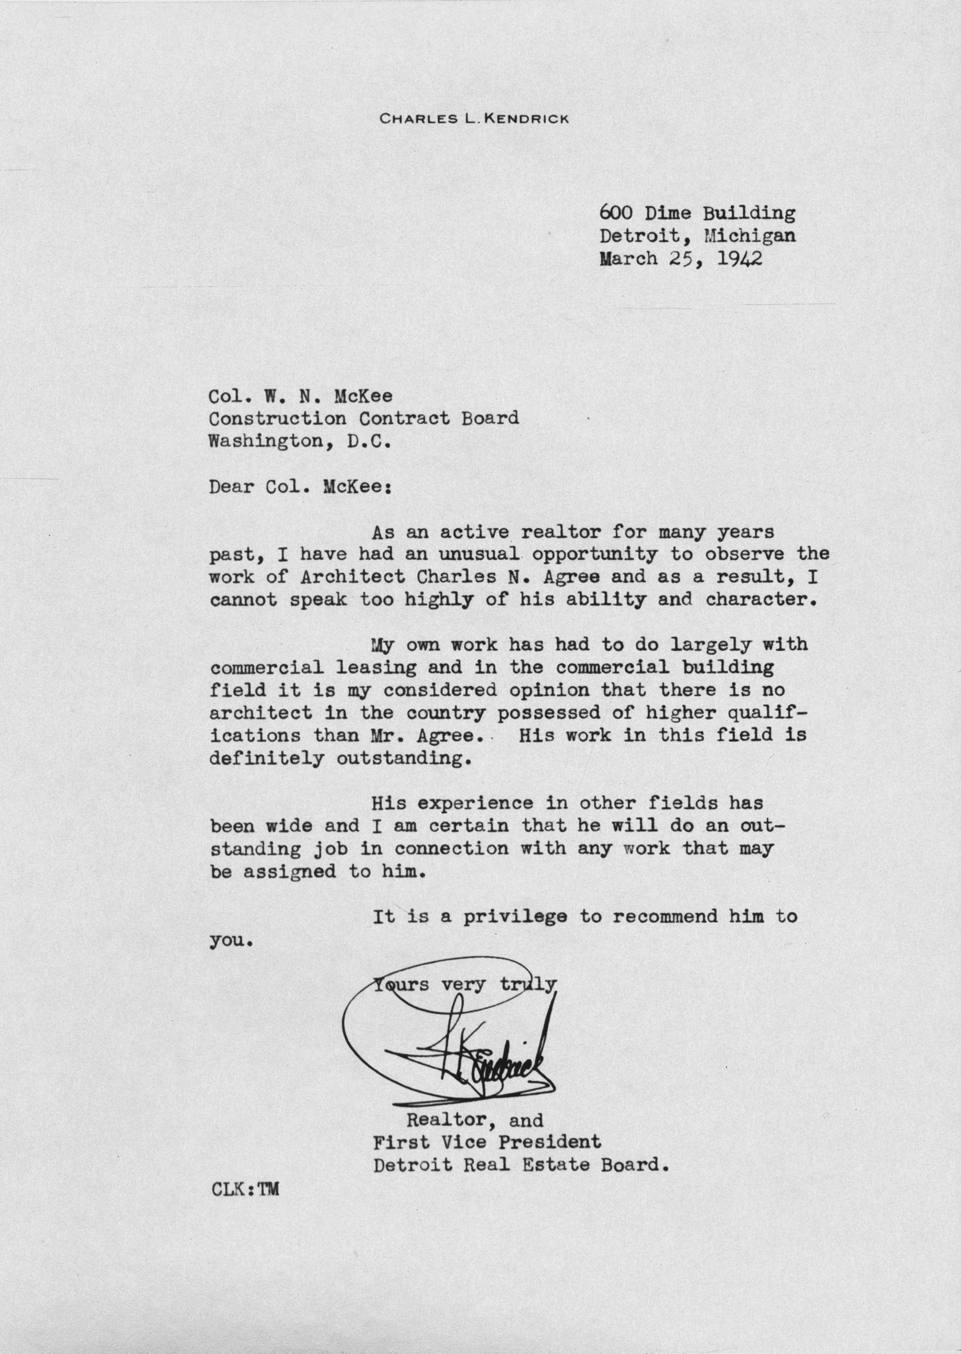 CHARLES L. KENDRICK
600 Dime Building
Detroit, Michigan
March 25, 1942
Col. W. N. McKee
Construction Contract Board
Washington, D.C.
Dear Col. McKee:
As an active realtor for many years
past, I have had an unusual opportunity to observe the
work of Architect Charles N. Agree and as a result, I
cannot speak too highly of his ability and character.
My own work has had to do largely with
commercial leasing and in the commercial building
field it is my considered opinion that there is no
architect in the country possessed of higher qualif-
ications than Mr. Agree. His work in this field is
definitely outstanding.
His experience in other fields has
been wide and I am certain that he will do an out-
standing job in connection with any work that may
be assigned to him.
It is a privilege to recommend him to
you.
Yours very truly
Kendrick
Realtor, and
First Vice President
Detroit Real Estate Board.
CLK:TM